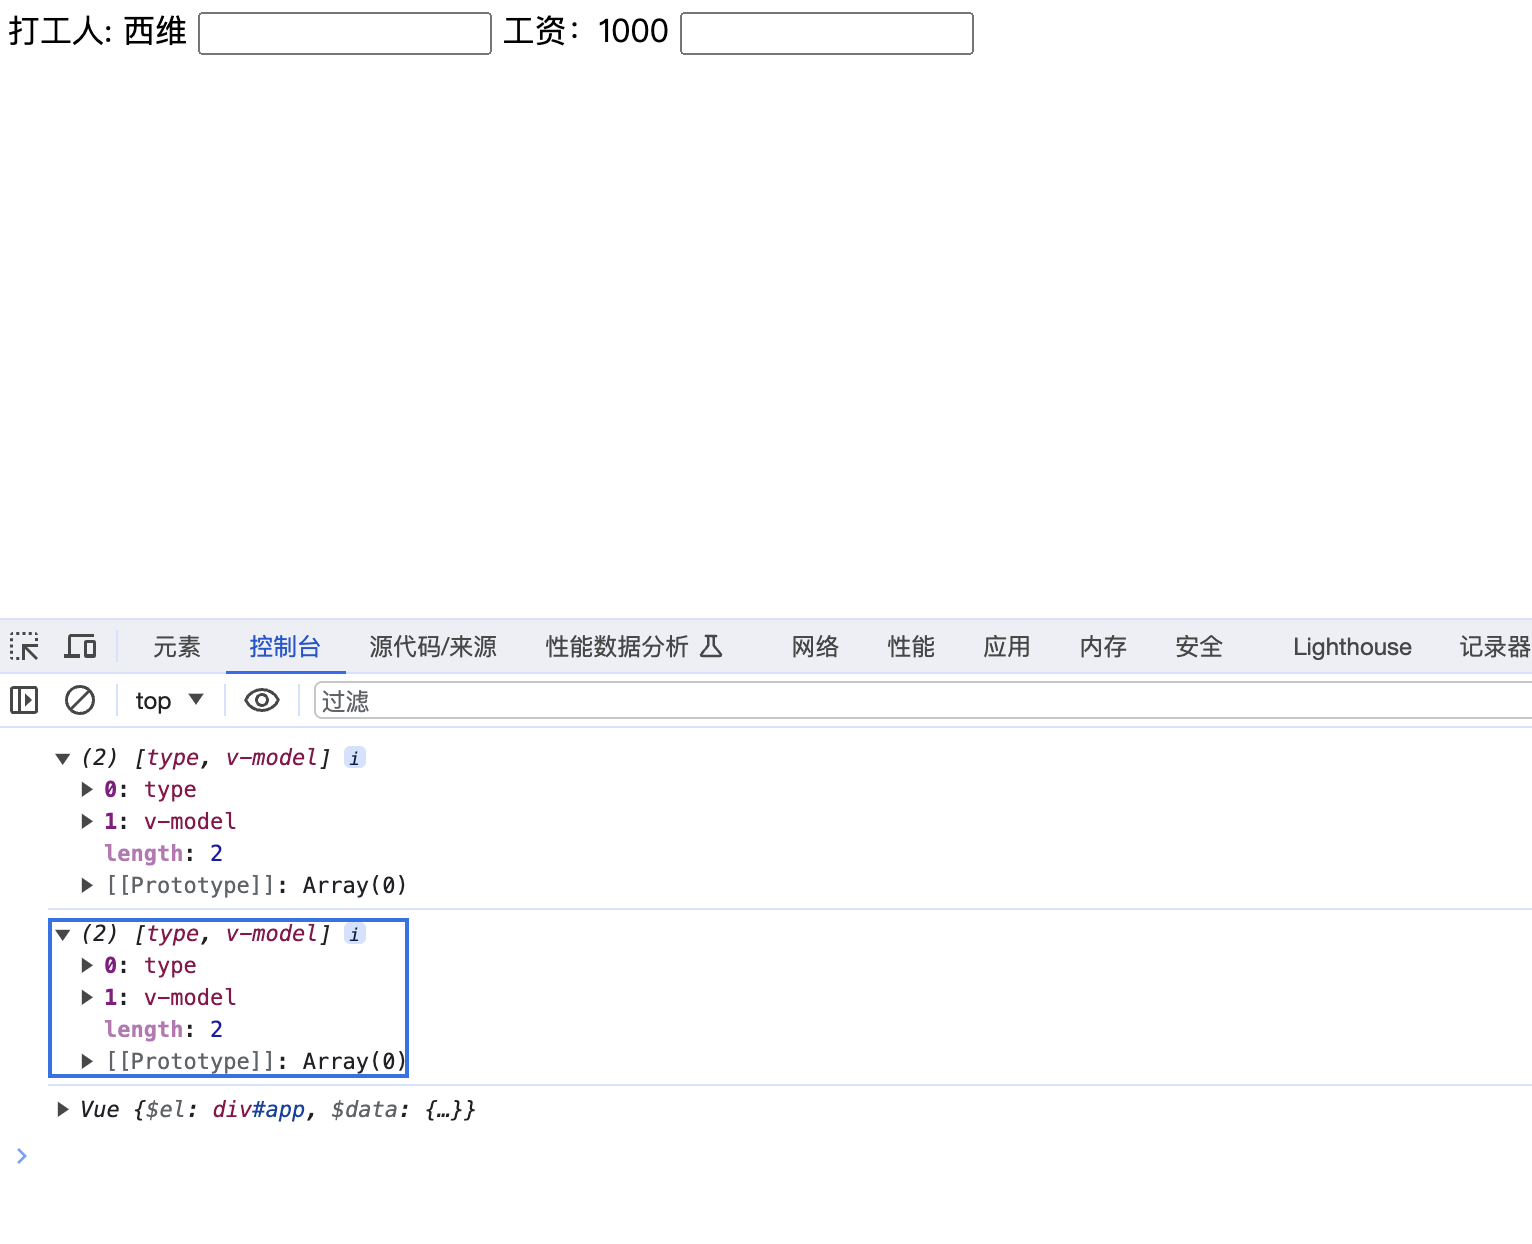 打工人: 西维 工资：1000
元素 控制台 源代码/来源 性能数据分析 网络 性能 应用 内存 安全 Lighthouse 记录器
top 过滤
(2) [type, v-model] i
0: type
1: v-model
length: 2
[[Prototype]]: Array(0)
(2) [type, v-model] i
0: type
1: v-model
length: 2
[[Prototype]]: Array(0)
Vue {$el: div#app, $data: {…}}